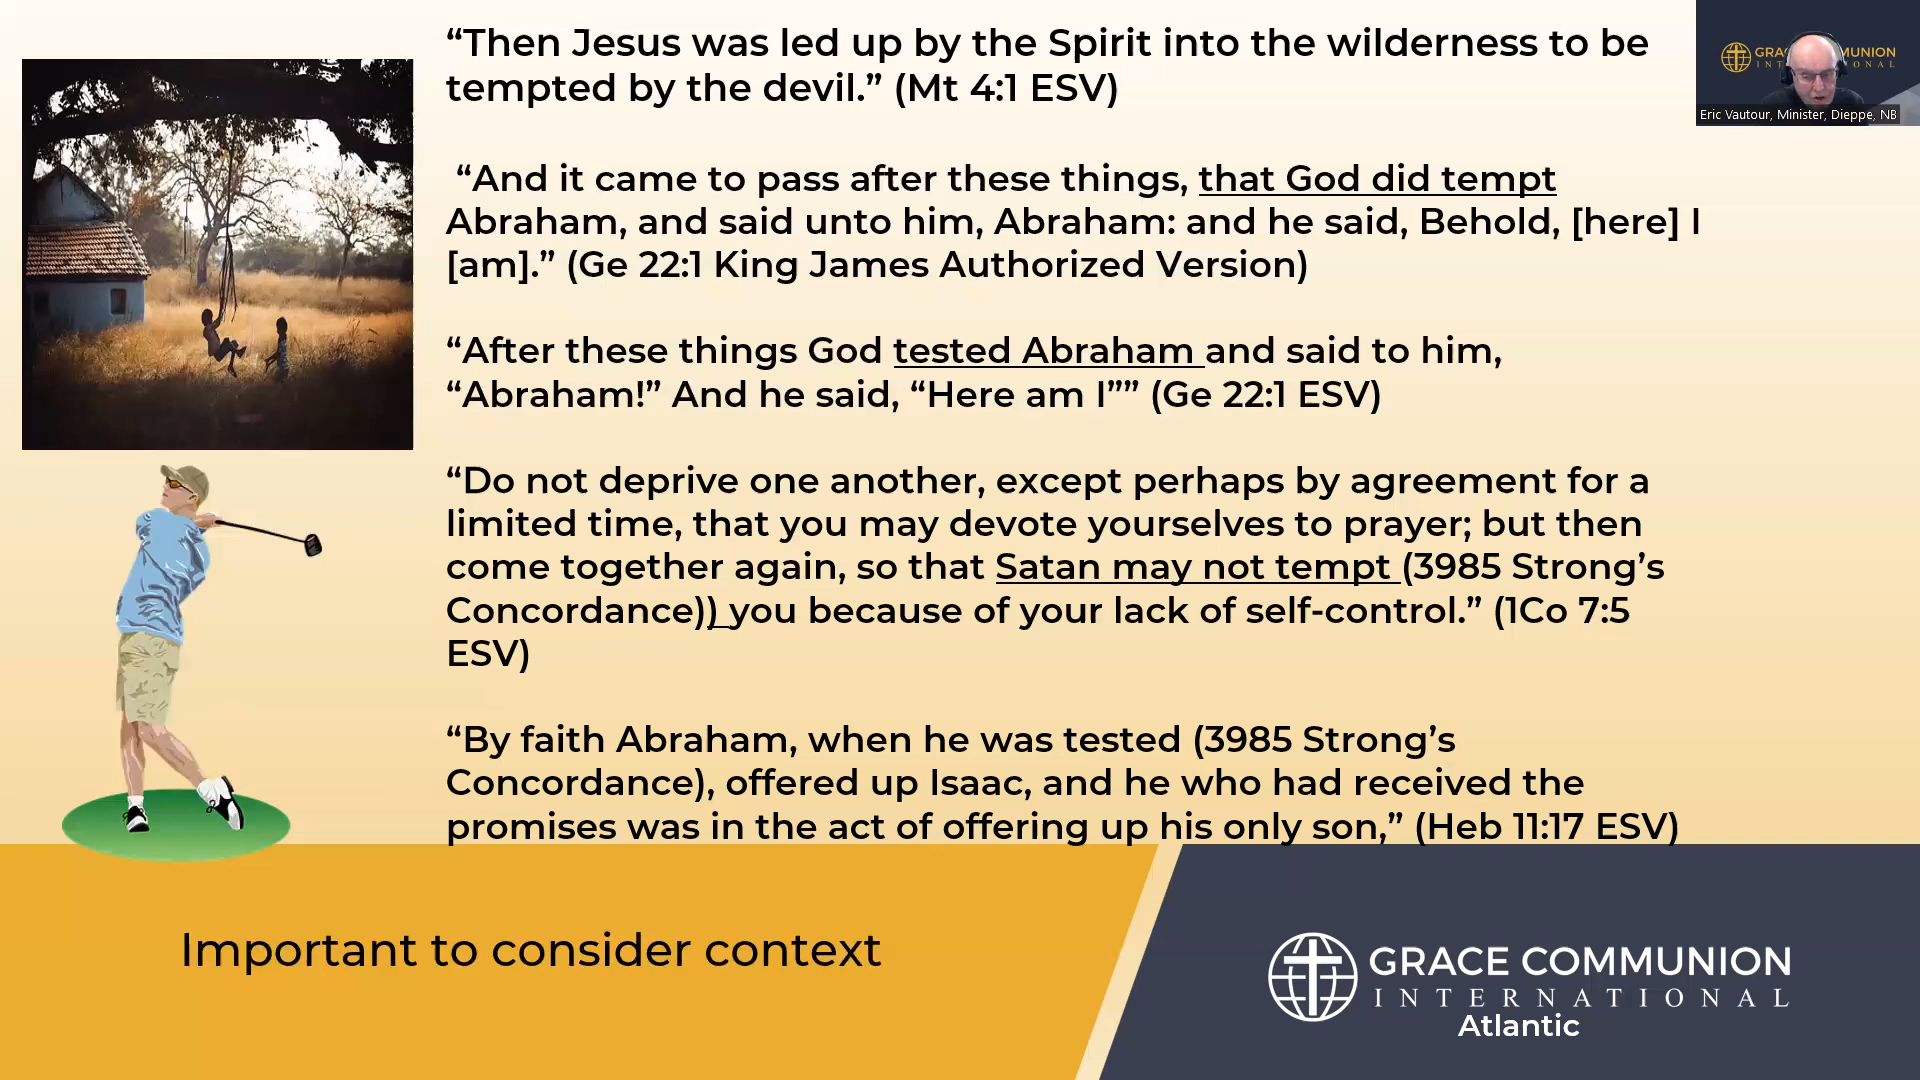 “Then Jesus was led up by the Spirit into the wilderness to be
tempted by the devil.” (Mt 4:1 ESV)
“And it came to pass after these things, that God did tempt
Abraham, and said unto him, Abraham: and he said, Behold, [here] I
[am].” (Ge 22:1 King James Authorized Version)
“After these things God tested Abraham and said to him,
“Abraham!” And he said, “Here am I”” (Ge 22:1 ESV)
“Do not deprive one another, except perhaps by agreement for a
limited time, that you may devote yourselves to prayer; but then
come together again, so that Satan may not tempt (3985 Strong’s
Concordance)) you because of your lack of self-control.” (1Co 7:5
ESV)
“By faith Abraham, when he was tested (3985 Strong’s
Concordance), offered up Isaac, and he who had received the
promises was in the act of offering up his only son,” (Heb 11:17 ESV)
Important to consider context
GRACE COMMUNION
INTERNATIONAL
Atlantic
Eric Vautour, Minister, Dieppe, NB